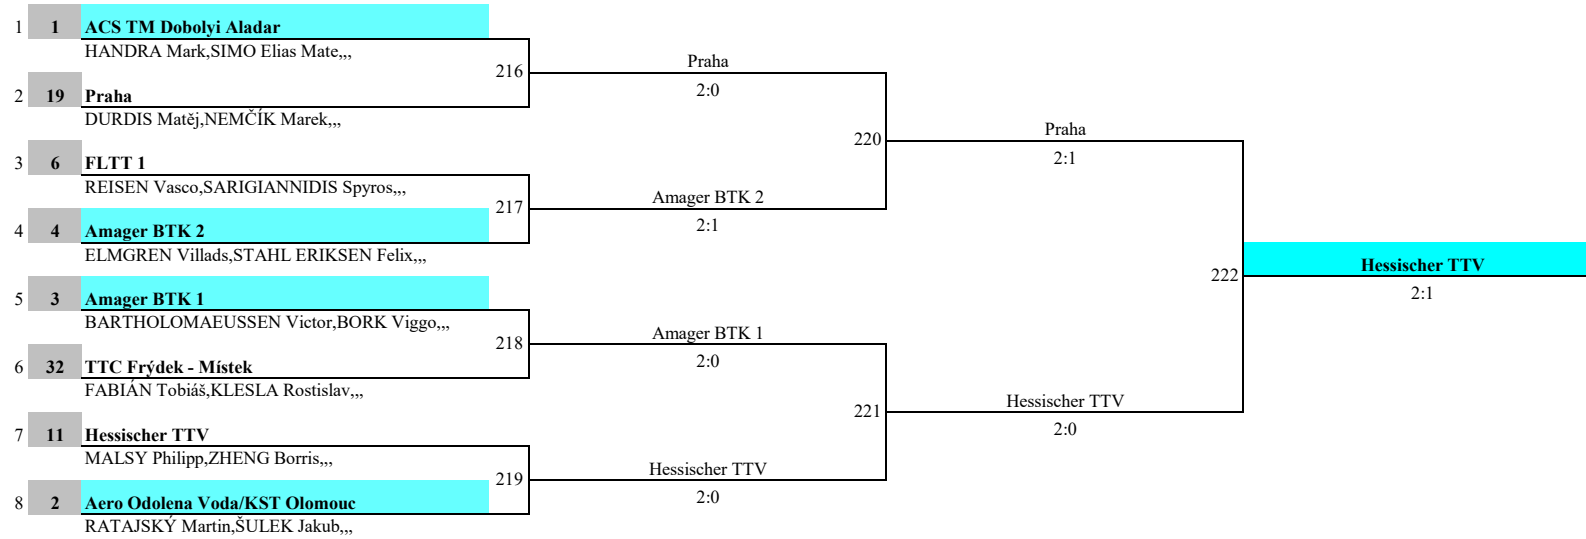 1 1 ACS TM Dobolyi Aladar
HANDRA Mark,SIMO Elias Mate,,,
216
Praha
2:0
2 19 Praha
DURDIS Matěj,NEMČÍK Marek,,,
220
Praha
2:1
3 6 FLTT 1
REISEN Vasco,SARIGIANNIDIS Spyros,,,
217
Amager BTK 2
2:1
4 4 Amager BTK 2
ELMGREN Villads,STAHL ERIKSEN Felix,,,
222
Hessischer TTV
2:1
5 3 Amager BTK 1
BARTHOLOMAEUSSEN Victor,BORK Viggo,,,
218
Amager BTK 1
2:0
6 32 TTC Frýdek - Místek
FABIÁN Tobiáš,KLESLA Rostislav,,,
221
Hessischer TTV
2:0
7 11 Hessischer TTV
MALSY Philipp,ZHENG Borris,,,
219
Hessischer TTV
2:0
8 2 Aero Odolena Voda/KST Olomouc
RATAJSKÝ Martin,ŠULEK Jakub,,,